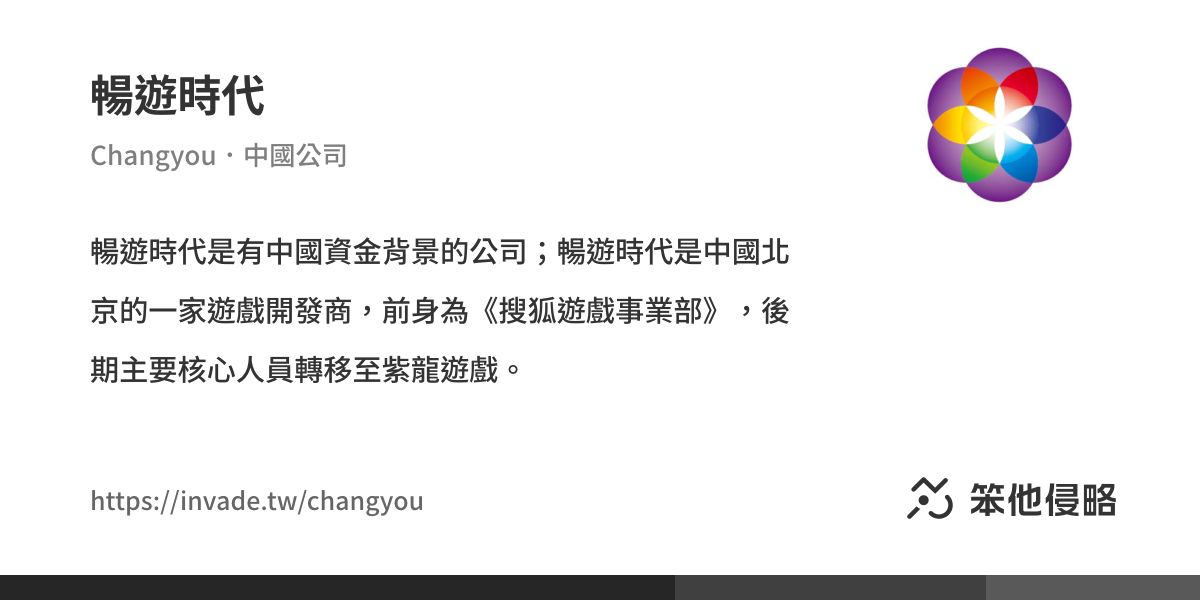 暢遊時代
Changyou・中國公司
暢遊時代是有中國資金背景的公司；暢遊時代是中國北
京的一家遊戲開發商，前身為《搜狐遊戲事業部》，後
期主要核心人員轉移至紫龍遊戲。
https://invade.tw/changyou
笨他侵略